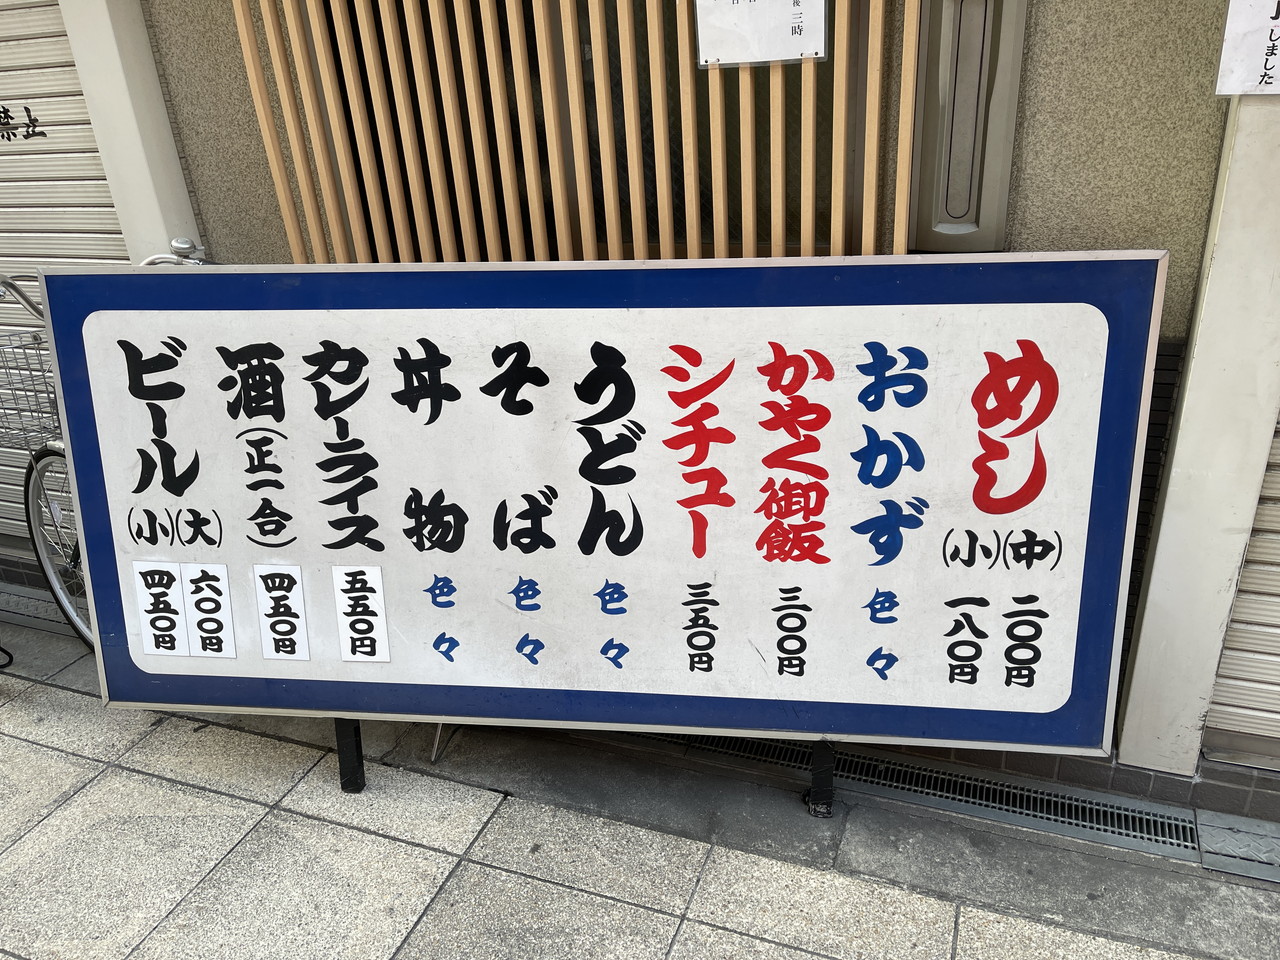 めし
(中)二〇〇円
(小)一八〇円
おかず 色々
かやく御飯 三〇〇円
シチュー 三五〇円
うどん 色々
そば 色々
丼物 色々
カレーライス 五五〇円
酒(正一合) 四五〇円
ビール
(大)六〇〇円
(小)四五〇円
後三時
しました
禁止